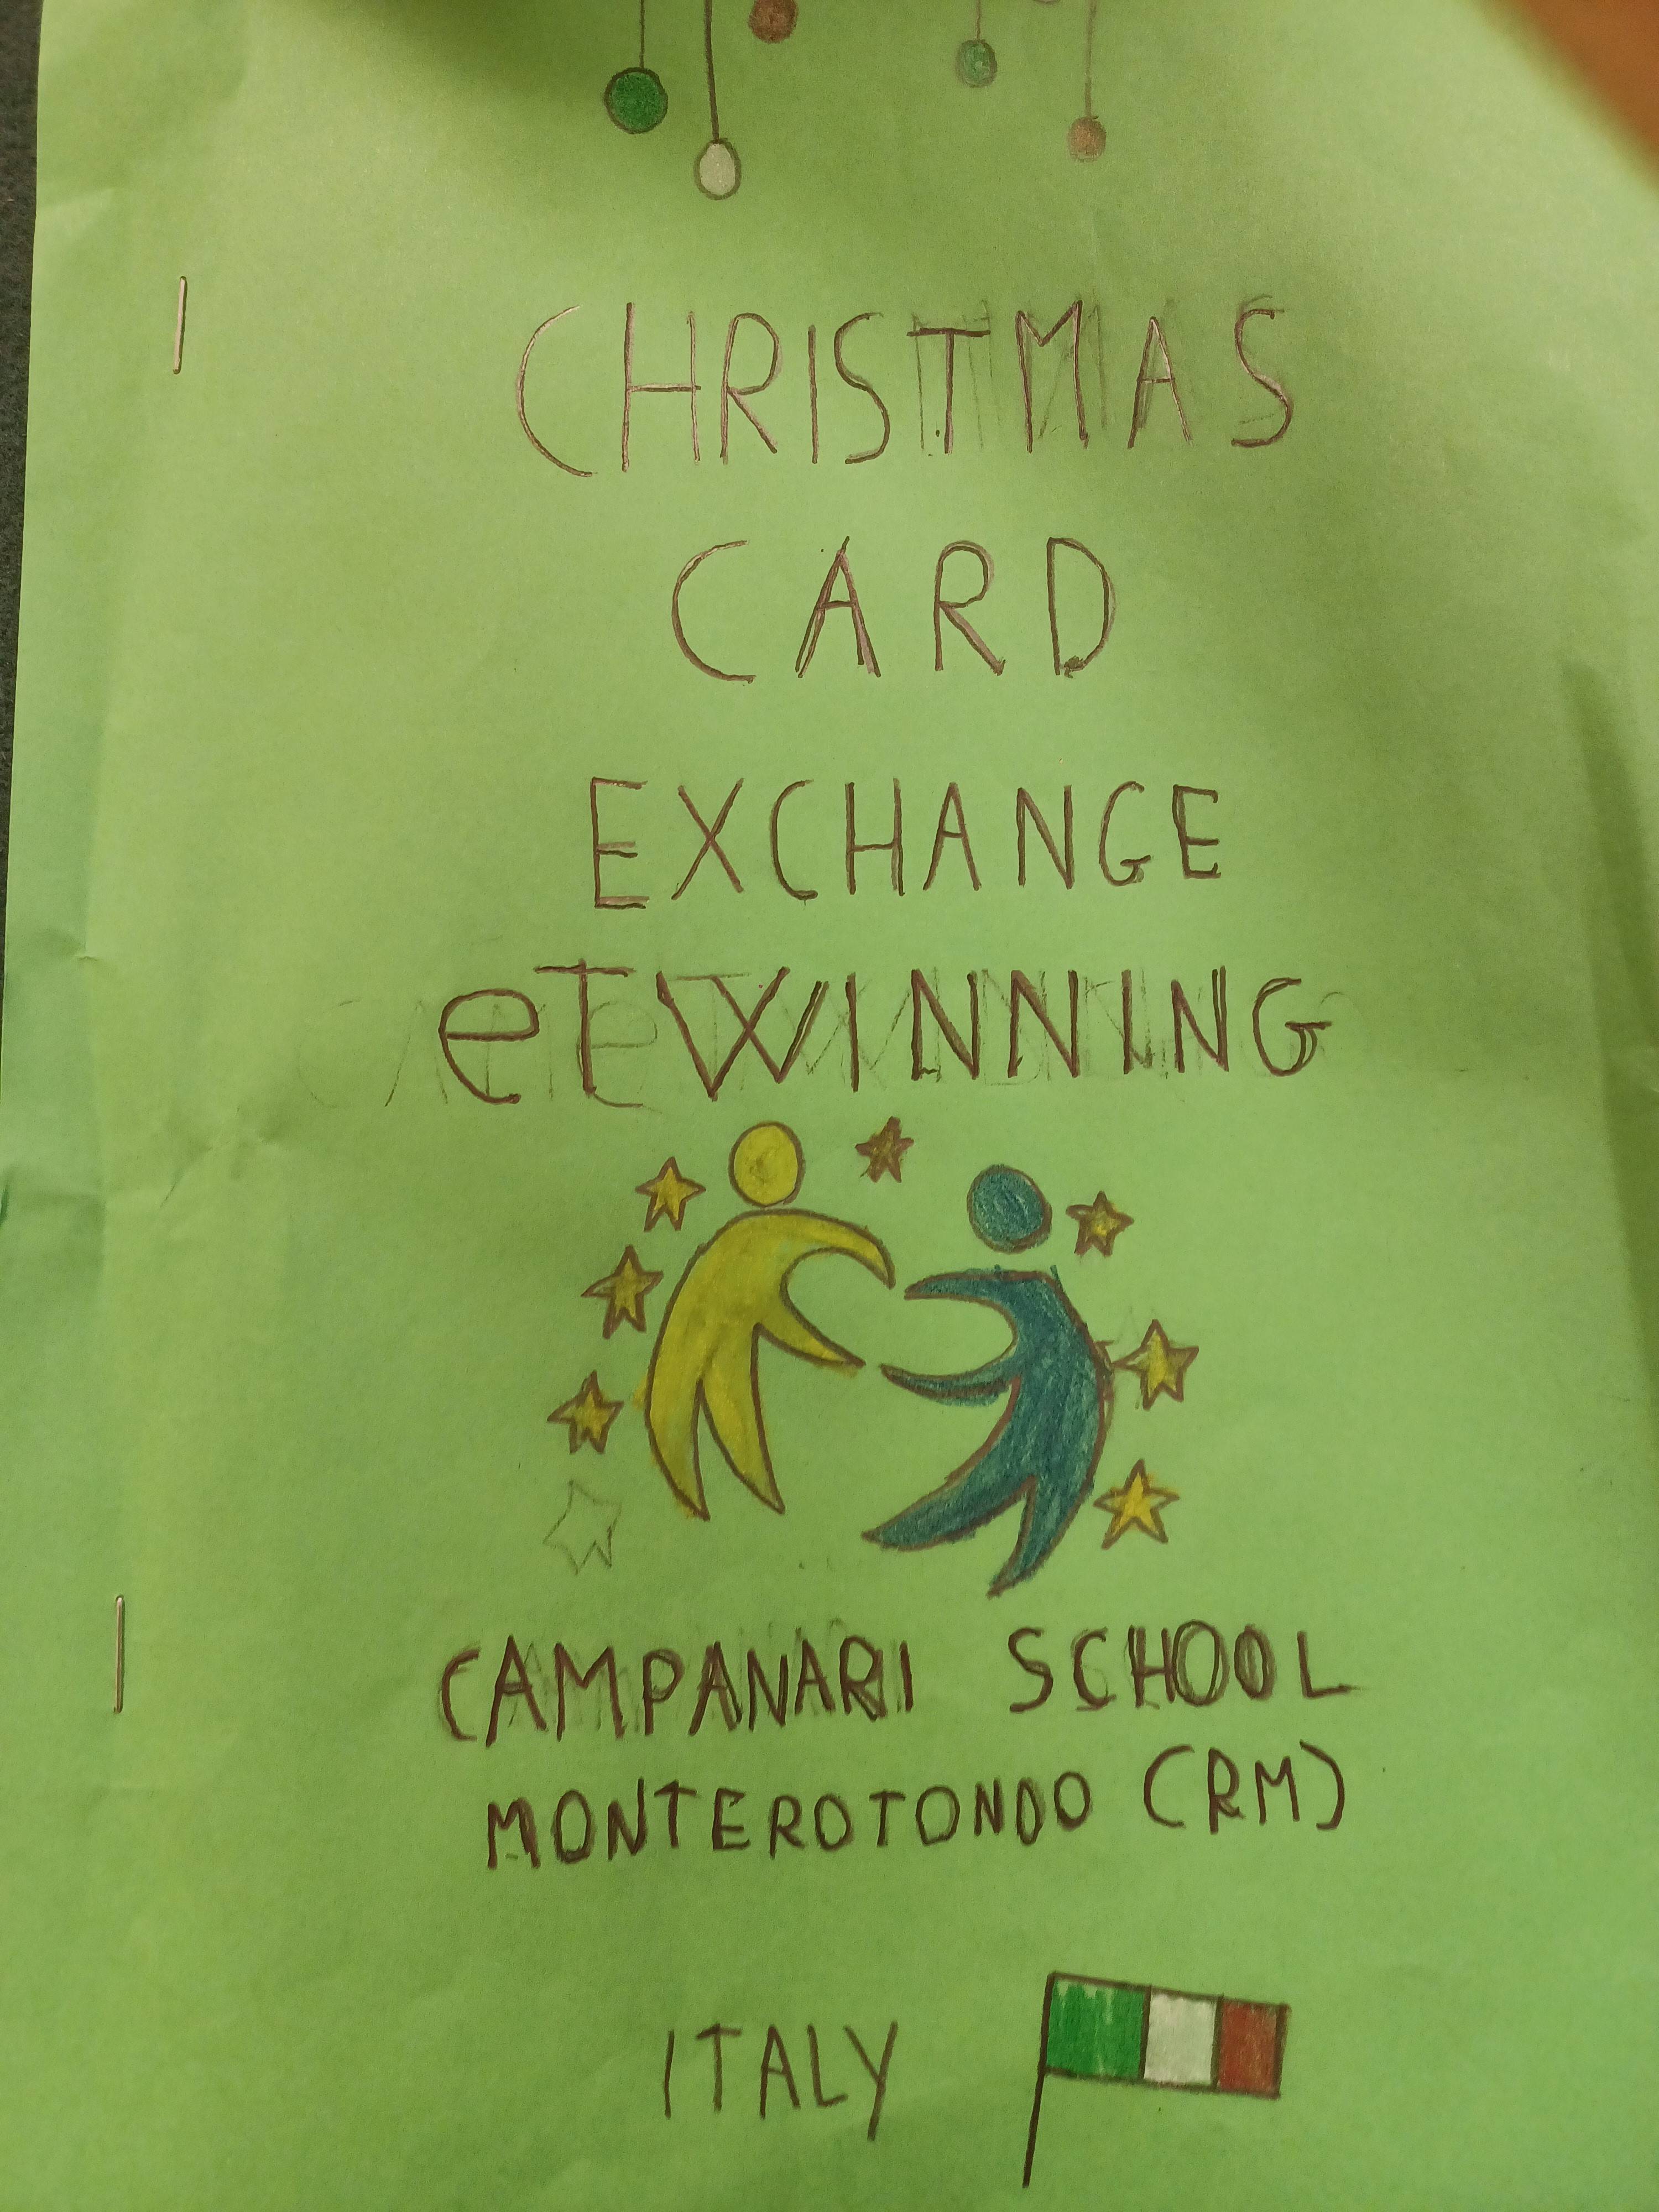 CHRISTMAS
CARD
EXCHANGE
eTWINNING
CAMPANARI SCHOOL
MONTEROTONDO (RM)
ITALY